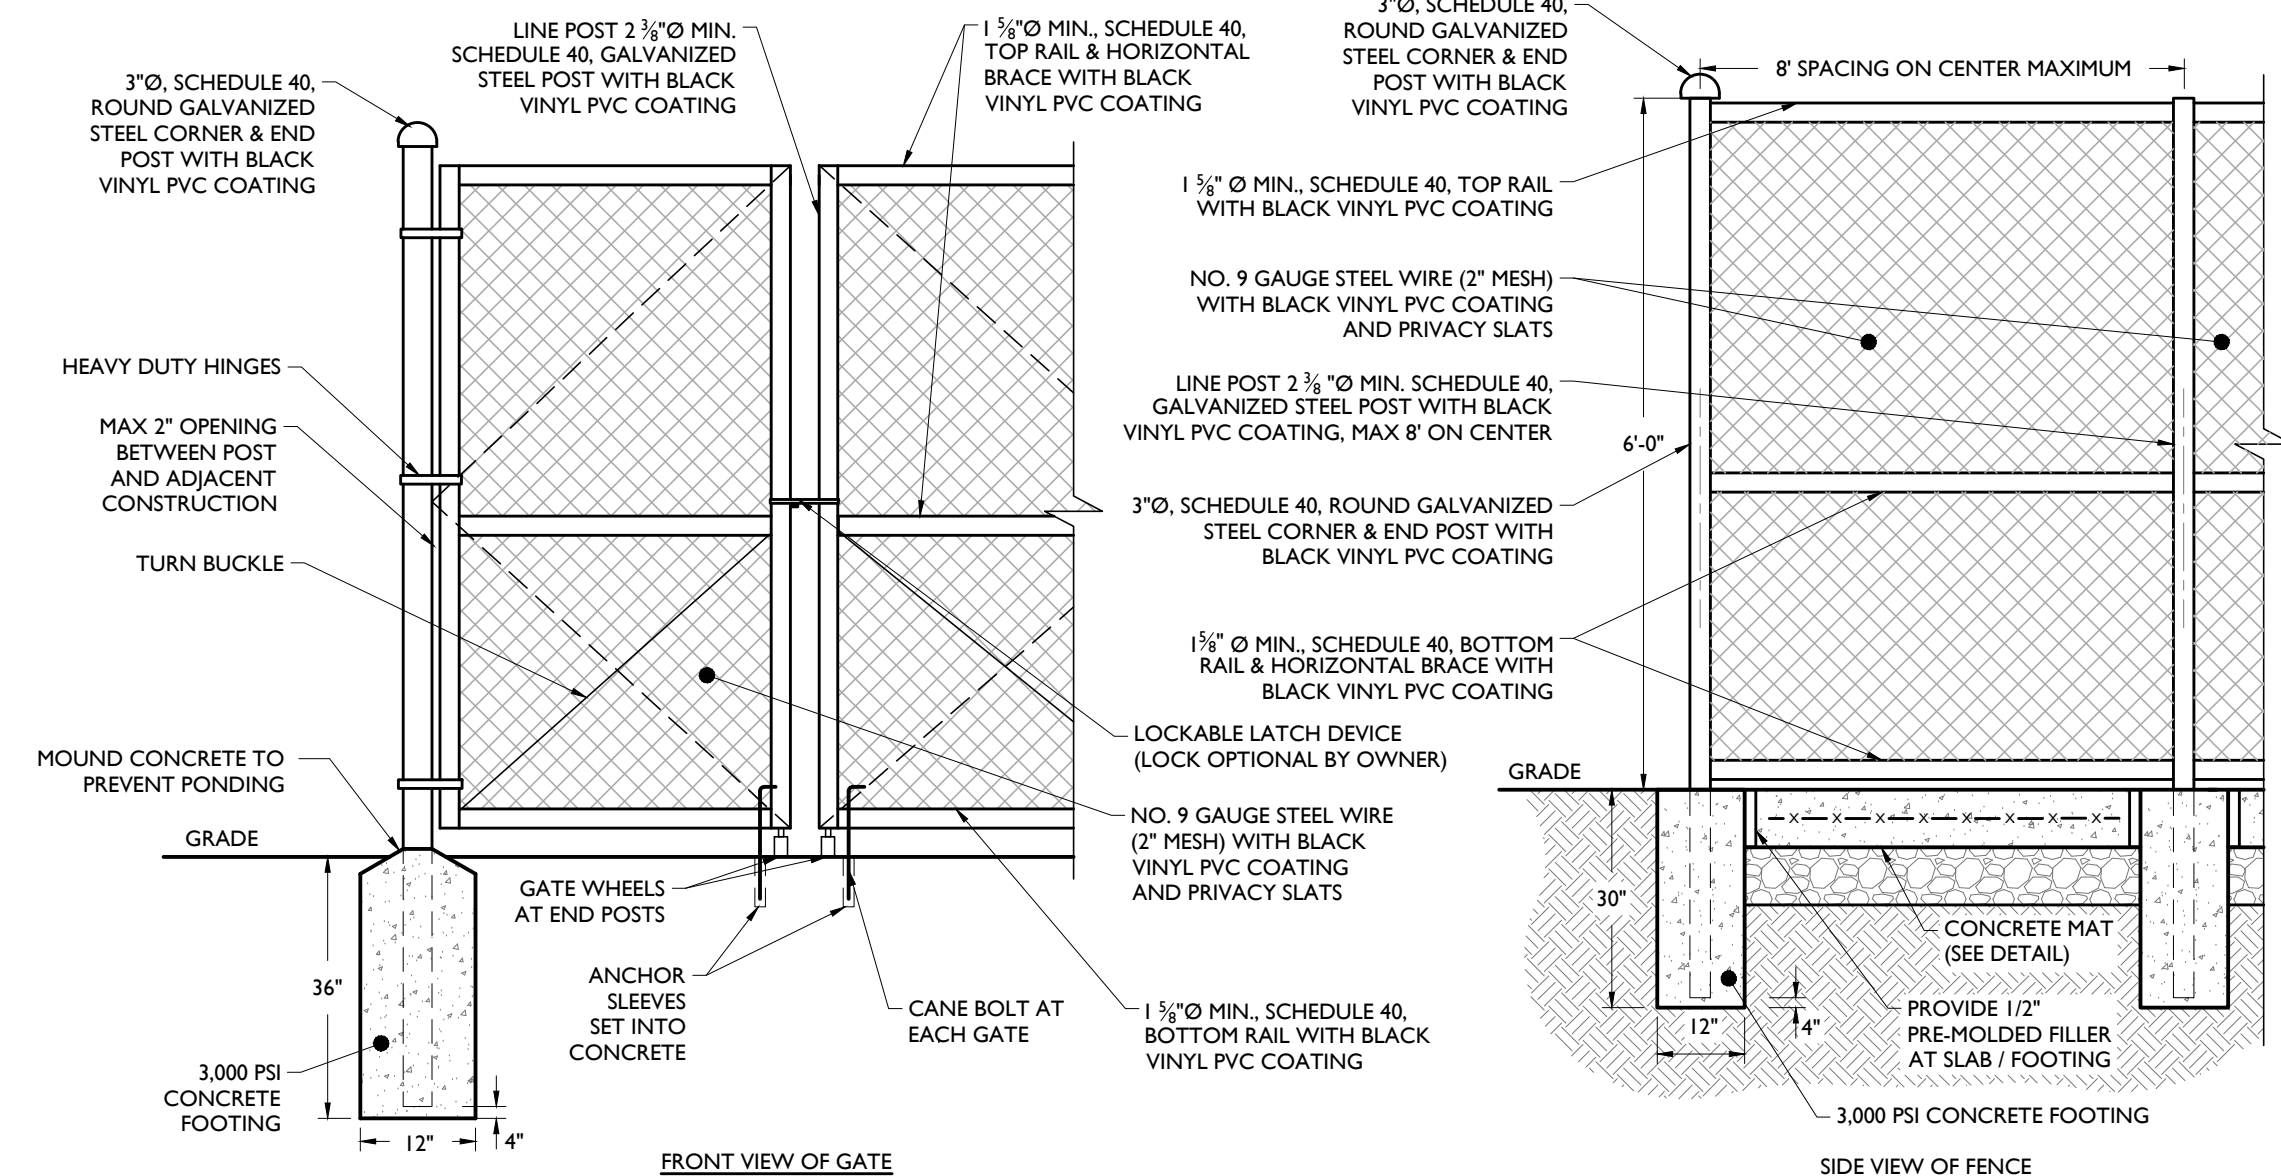 3"Ø, SCHEDULE 40,
ROUND GALVANIZED
STEEL CORNER & END
POST WITH BLACK
VINYL PVC COATING
LINE POST 2 ⅜"Ø MIN.
SCHEDULE 40, GALVANIZED
STEEL POST WITH BLACK
VINYL PVC COATING
1 ⅝"Ø MIN., SCHEDULE 40,
TOP RAIL & HORIZONTAL
BRACE WITH BLACK
VINYL PVC COATING
HEAVY DUTY HINGES
MAX 2" OPENING
BETWEEN POST
AND ADJACENT
CONSTRUCTION
TURN BUCKLE
MOUND CONCRETE TO
PREVENT PONDING
GRADE
36"
3,000 PSI
CONCRETE
FOOTING
12"
4"
GATE WHEELS
AT END POSTS
ANCHOR
SLEEVES
SET INTO
CONCRETE
CANE BOLT AT
EACH GATE
LOCKABLE LATCH DEVICE
(LOCK OPTIONAL BY OWNER)
NO. 9 GAUGE STEEL WIRE
(2" MESH) WITH BLACK
VINYL PVC COATING
AND PRIVACY SLATS
1 ⅝"Ø MIN., SCHEDULE 40,
BOTTOM RAIL WITH BLACK
VINYL PVC COATING
FRONT VIEW OF GATE
3"Ø, SCHEDULE 40,
ROUND GALVANIZED
STEEL CORNER & END
POST WITH BLACK
VINYL PVC COATING
8' SPACING ON CENTER MAXIMUM
1 ⅝" Ø MIN., SCHEDULE 40, TOP RAIL
WITH BLACK VINYL PVC COATING
NO. 9 GAUGE STEEL WIRE (2" MESH)
WITH BLACK VINYL PVC COATING
AND PRIVACY SLATS
LINE POST 2 ⅜ "Ø MIN. SCHEDULE 40,
GALVANIZED STEEL POST WITH BLACK
VINYL PVC COATING, MAX 8' ON CENTER
6'-0"
3"Ø, SCHEDULE 40, ROUND GALVANIZED
STEEL CORNER & END POST WITH
BLACK VINYL PVC COATING
1⅝" Ø MIN., SCHEDULE 40, BOTTOM
RAIL & HORIZONTAL BRACE WITH
BLACK VINYL PVC COATING
GRADE
X X X X X X X X
30"
12"
4"
CONCRETE MAT
(SEE DETAIL)
PROVIDE 1/2"
PRE-MOLDED FILLER
AT SLAB / FOOTING
3,000 PSI CONCRETE FOOTING
SIDE VIEW OF FENCE